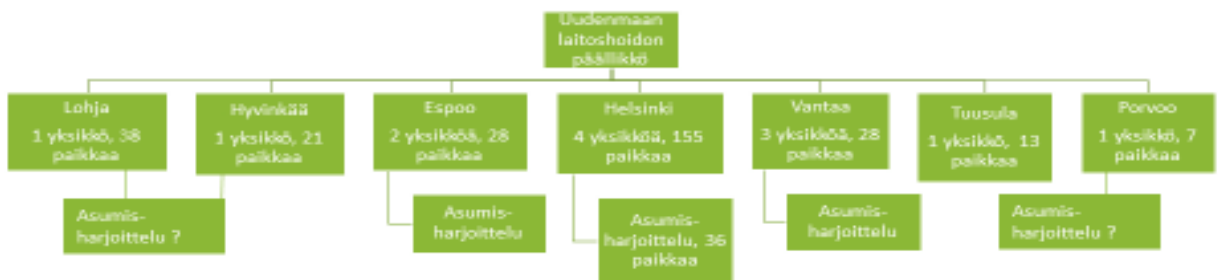 Uudenmaan
laitoshoidon
päällikkö
Lohja
1 yksikkö, 38
paikkaa
Hyvinkää
1 yksikkö, 21
paikkaa
Espoo
2 yksikköä, 28
paikkaa
Helsinki
4 yksikköä, 155
paikkaa
Vantaa
3 yksikköä, 28
paikkaa
Tuusula
1 yksikkö, 13
paikkaa
Porvoo
1 yksikkö, 7
paikkaa
Asumis-
harjoittelu ?
Asumis-
harjoittelu
Asumis-
harjoittelu, 36
paikkaa
Asumis-
harjoittelu
Asumis-
harjoittelu ?